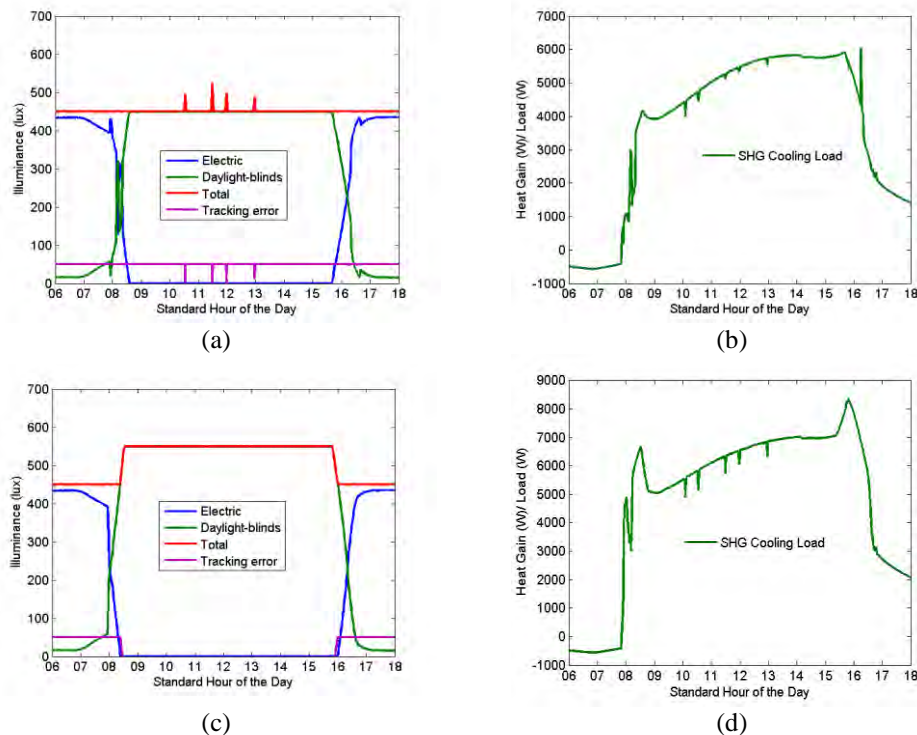 700
600
500
400
300
200
100
0
Illuminance (lux)
Electric
Daylight-blinds
Total
Tracking error
06 07 08 09 10 11 12 13 14 15 16 17 18
Standard Hour of the Day
(a)
7000
6000
5000
4000
3000
2000
1000
0
-1000
Heat Gain (W)/ Load (W)
SHG Cooling Load
06 07 08 09 10 11 12 13 14 15 16 17 18
Standard Hour of the Day
(b)
700
600
500
400
300
200
100
0
Illuminance (lux)
Electric
Daylight-blinds
Total
Tracking error
06 07 08 09 10 11 12 13 14 15 16 17 18
Standard Hour of the Day
(c)
9000
8000
7000
6000
5000
4000
3000
2000
1000
0
-1000
Heat Gain (W)/ Load (W)
SHG Cooling Load
06 07 08 09 10 11 12 13 14 15 16 17 18
Standard Hour of the Day
(d)